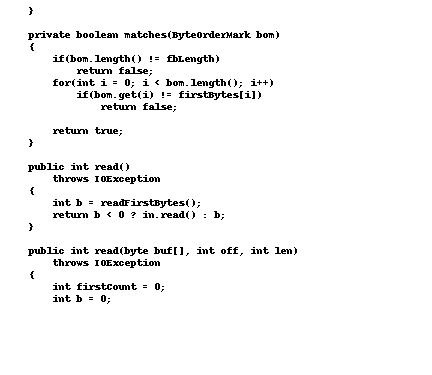 }

private boolean matches(ByteOrderMark bom)
{
    if(bom.length() != fbLength)
        return false;
    for(int i = 0; i < bom.length(); i++)
        if(bom.get(i) != firstBytes[i])
            return false;

    return true;
}

public int read()
    throws IOException
{
    int b = readFirstBytes();
    return b < 0 ? in.read() : b;
}

public int read(byte buf[], int off, int len)
    throws IOException
{
    int firstCount = 0;
    int b = 0;